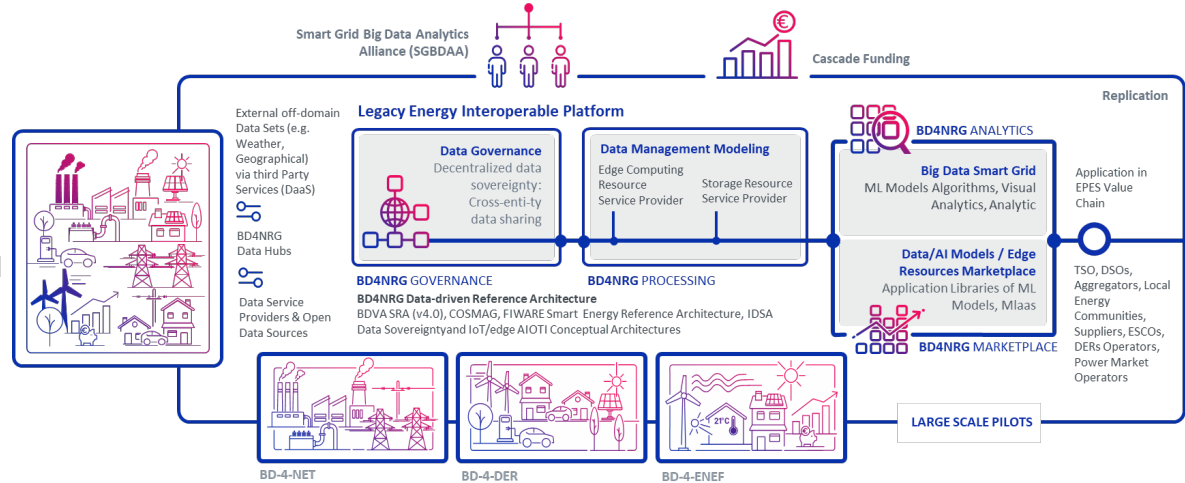 Smart Grid Big Data Analytics
Alliance (SGBDAA)
€
Cascade Funding
Replication
External off-domain
Data Sets (e.g.
Weather,
Geographical)
via third Party
Services (DaaS)
BD4NRG
Data Hubs
Data Service
Providers & Open
Data Sources
Legacy Energy Interoperable Platform
Data Governance
Decentralized data
sovereignty:
Cross-enti-ty
data sharing
BD4NRG GOVERNANCE
Data Management Modeling
Edge Computing
Resource
Service Provider
Storage Resource
Service Provider
BD4NRG PROCESSING
BD4NRG Data-driven Reference Architecture
BDVA SRA (v4.0), COSMAG, FIWARE Smart Energy Reference Architecture, IDSA
Data Sovereigntyand IoT/edge AIOTI Conceptual Architectures
BD4NRG ANALYTICS
Big Data Smart Grid
ML Models Algorithms, Visual
Analytics, Analytic
Data/AI Models / Edge
Resources Marketplace
Application Libraries of ML
Models, Mlaas
BD4NRG MARKETPLACE
Application in
EPES Value
Chain
TSO, DSOs,
Aggregators, Local
Energy
Communities,
Suppliers, ESCOs,
DERs Operators,
Power Market
Operators
21°C
LARGE SCALE PILOTS
BD-4-NET
BD-4-DER
BD-4-ENEF